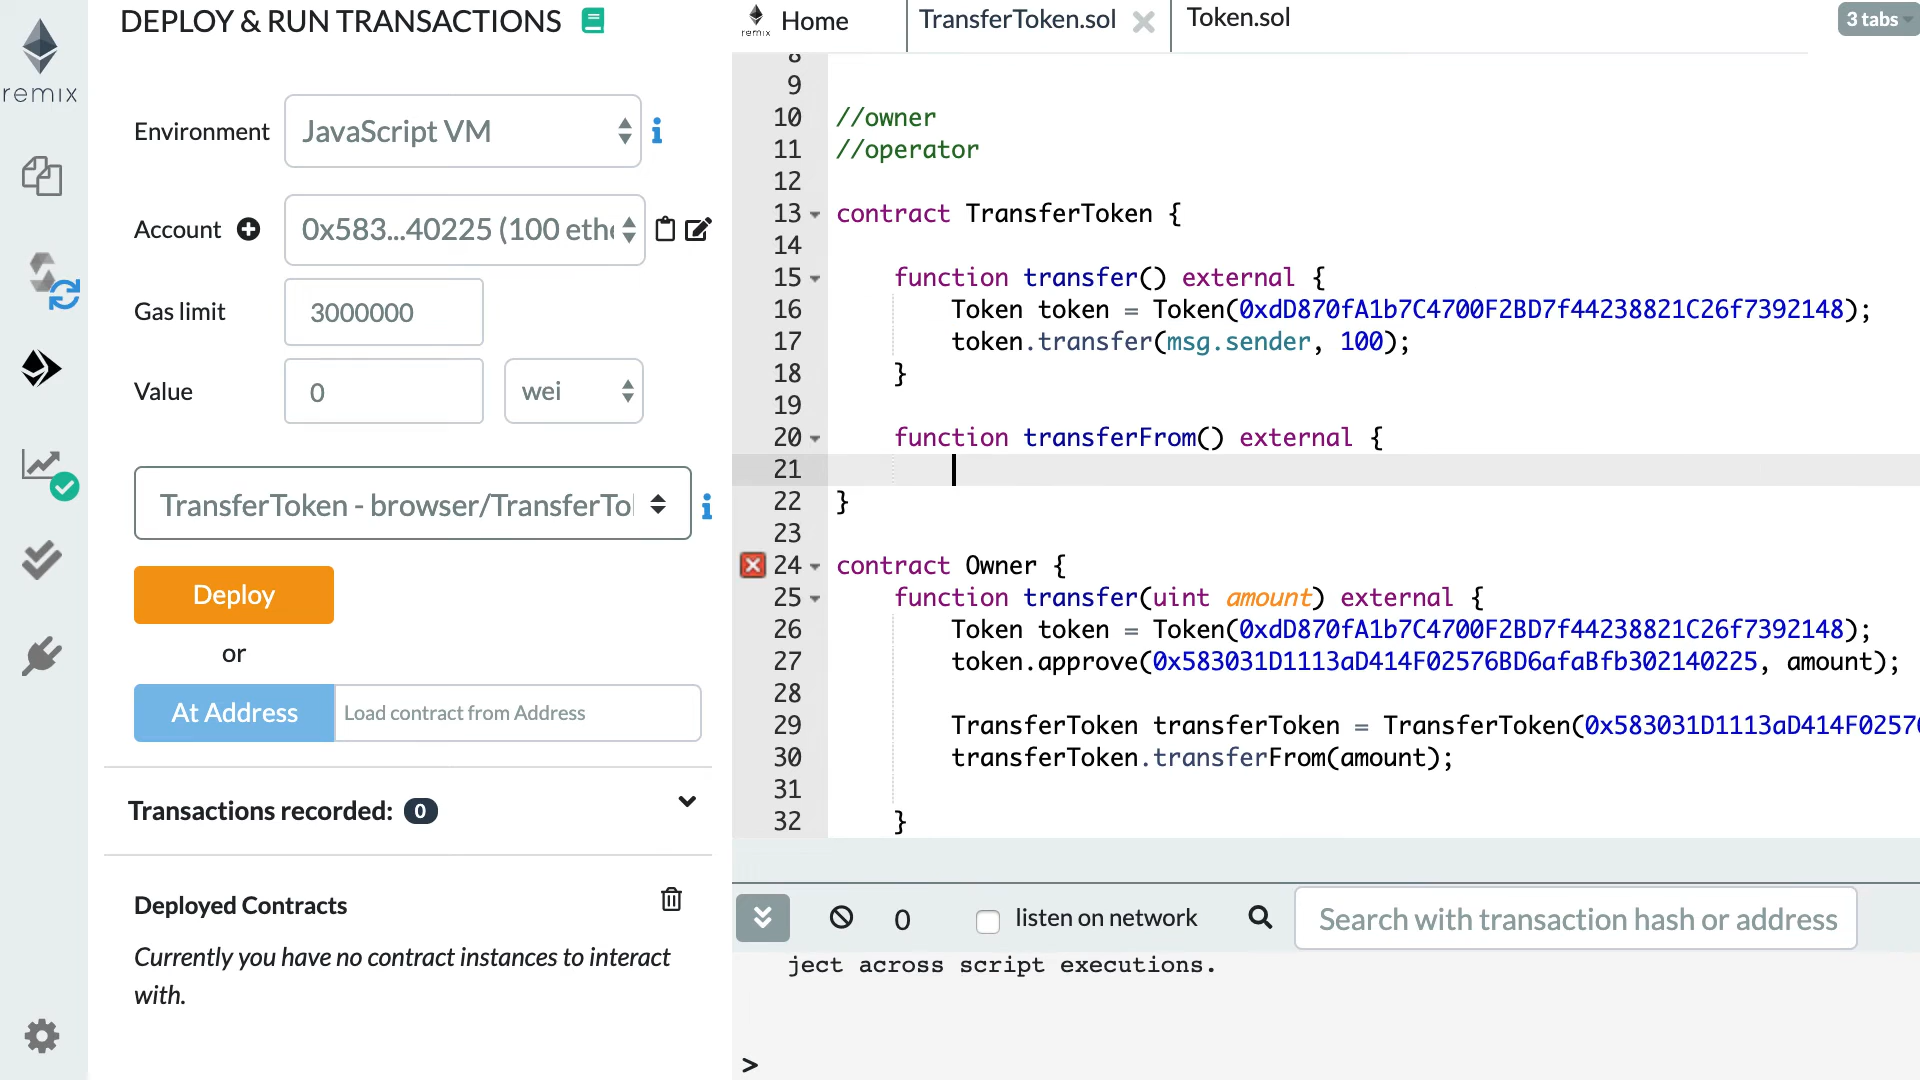 remix
DEPLOY & RUN TRANSACTIONS
Environment
JavaScript VM
Account
0x583...40225 (100 ethe
Gas limit
3000000
Value
0
wei
TransferToken - browser/TransferTol
Deploy
or
At Address
Load contract from Address
Transactions recorded: 0
Deployed Contracts
Currently you have no contract instances to interact
with.
remix
Home
TransferToken.sol
Token.sol
3 tabs
8
9
10 //owner
11 //operator
12
13 contract TransferToken {
14
15 function transfer() external {
16 Token token = Token(0xdD870fA1b7C4700F2BD7f44238821C26f7392148);
17 token.transfer(msg.sender, 100);
18 }
19
20 function transferFrom() external {
21
22 }
23
24 contract Owner {
25 function transfer(uint amount) external {
26 Token token = Token(0xdD870fA1b7C4700F2BD7f44238821C26f7392148);
27 token.approve(0x583031D1113aD414F02576BD6afaBfb302140225, amount);
28
29 TransferToken transferToken = TransferToken(0x583031D1113aD414F02576
30 transferToken.transferFrom(amount);
31
32 }
0
listen on network
Search with transaction hash or address
ject across script executions.
>